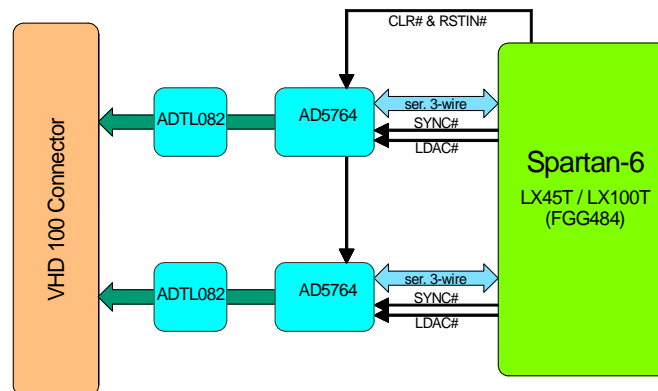 CLR# & RSTIN#
VHD 100 Connector
ADTL082
AD5764
ser. 3-wire
SYNC#
LDAC#
Spartan-6
LX45T / LX100T
(FGG484)
ADTL082
AD5764
ser. 3-wire
SYNC#
LDAC#